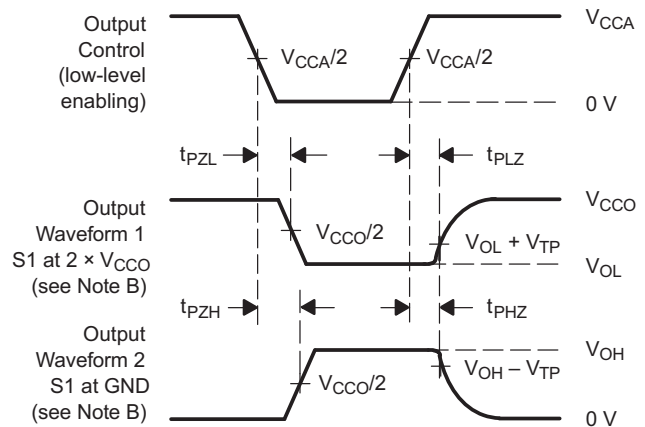 Output
Control
(low-level
enabling)
V_CCA/2
V_CCA/2
V_CCA
0 V
t_PZL
t_PLZ
Output
Waveform 1
S1 at 2 × V_CCO
(see Note B)
V_CCO/2
V_OL + V_TP
V_CCO
V_OL
t_PZH
t_PHZ
Output
Waveform 2
S1 at GND
(see Note B)
V_CCO/2
V_OH – V_TP
V_OH
0 V